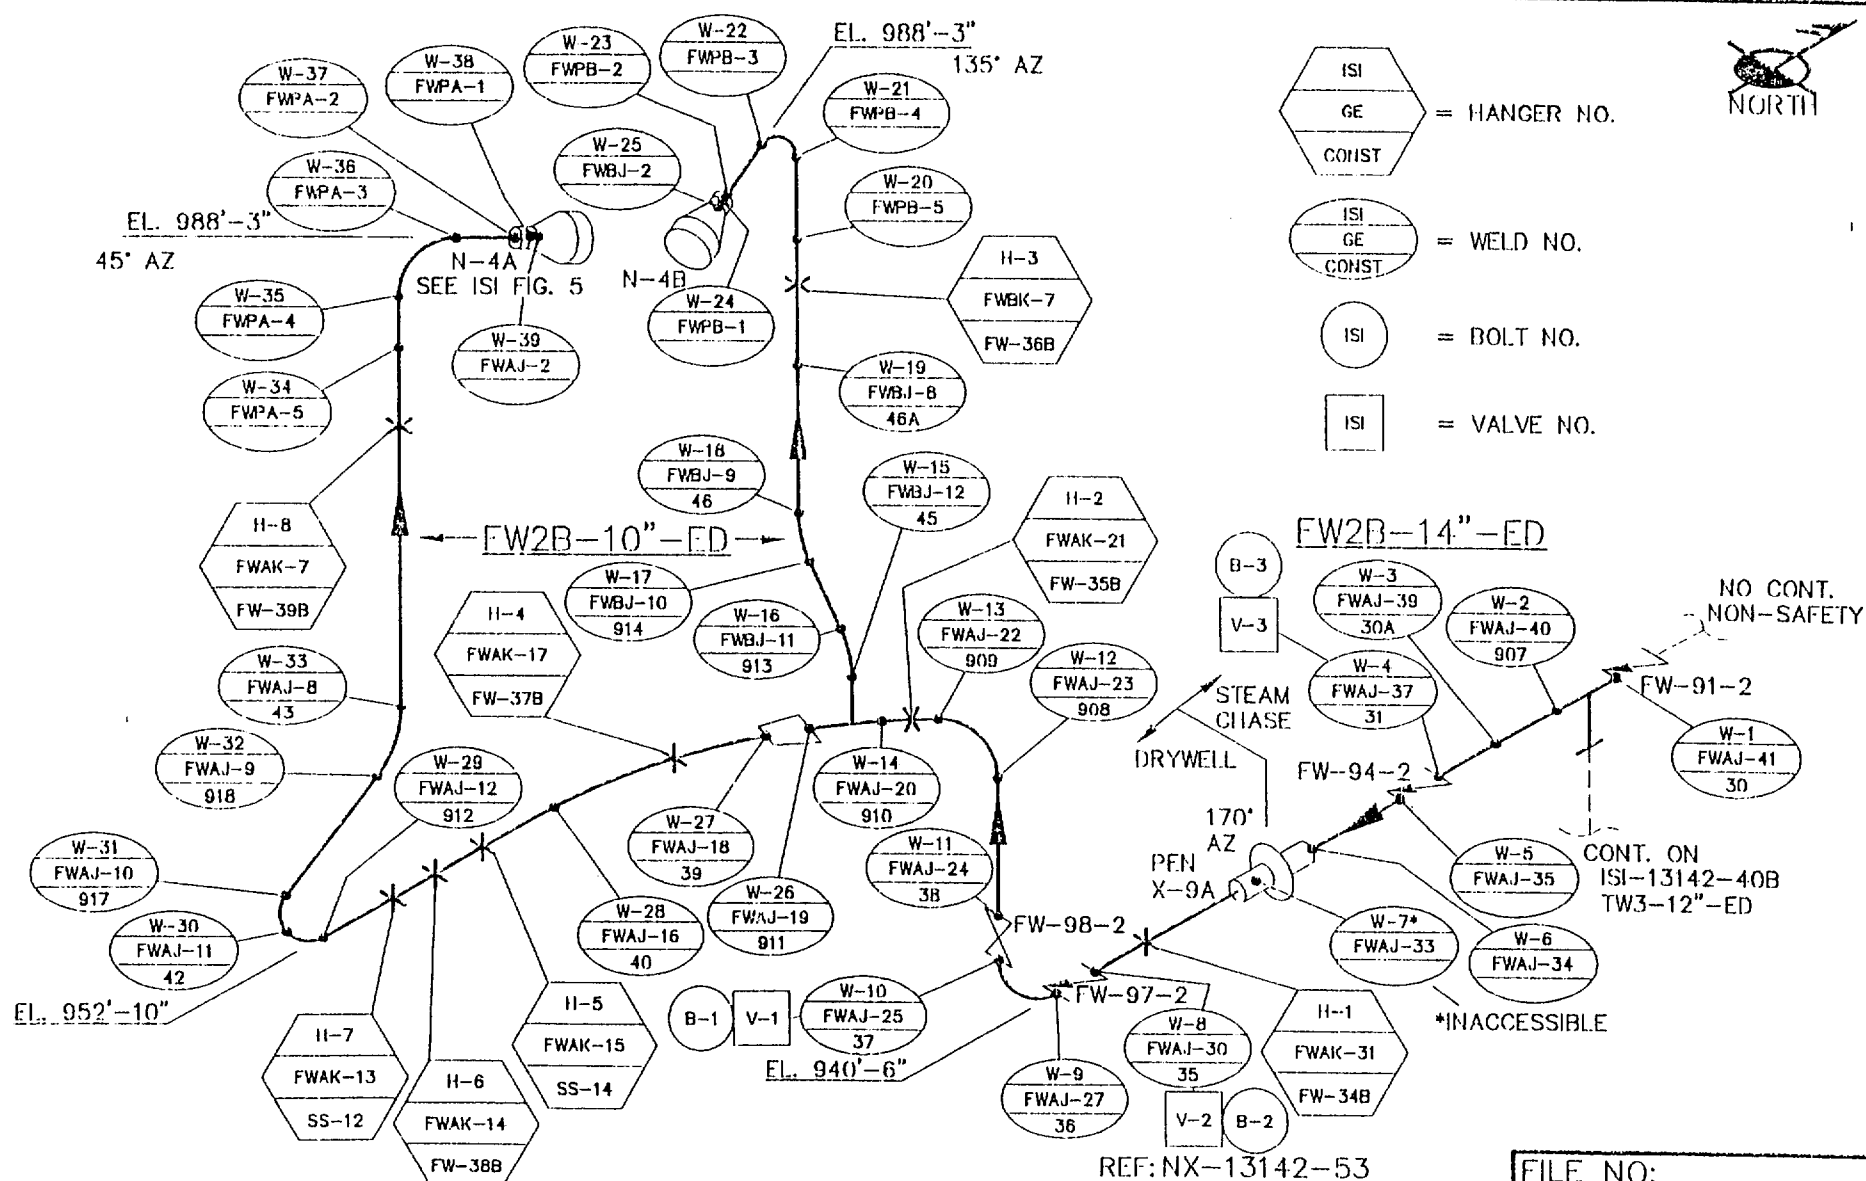 W-22
FWPB-3
EL. 988'-3"
135° AZ
W-23
FWPB-2
W-38
FWPA-1
W-37
FWPA-2
W-21
FWPB-4
ISI
GE
CONST
= HANGER NO.
NORTH
W-25
FWBJ-2
W-36
FWPA-3
W-20
FWPB-5
ISI
GE
CONST
= WELD NO.
EL. 988'-3"
45° AZ
N-4A
SEE ISI FIG. 5
N-4B
H-3
FWBK-7
FW-36B
W-35
FWPA-4
W-24
FWPB-1
ISI
= BOLT NO.
W-39
FWAJ-2
W-34
FWPA-5
W-19
FWBJ-8
46A
ISI
= VALVE NO.
W-18
FWBJ-9
46
W-15
FWBJ-12
45
H-2
FWAK-21
FW-35B
H-8
FWAK-7
FW-39B
FW2B-10"-ED
FW2B-14"-ED
B-3
V-3
W-3
FWAJ-39
30A
W-2
FWAJ-40
907
NO CONT.
NON-SAFETY
W-17
FWBJ-10
914
H-4
FWAK-17
FW-37B
W-16
FWBJ-11
913
W-13
FWAJ-22
909
W-12
FWAJ-23
908
W-4
FWAJ-37
31
FW-91-2
W-33
FWAJ-8
43
STEAM
CHASE
DRYWELL
W-1
FWAJ-41
30
W-32
FWAJ-9
918
W-29
FWAJ-12
912
W-14
FWAJ-20
910
FW-94-2
W-27
FWAJ-18
39
W-11
FWAJ-24
38
170°
AZ
PEN
X-9A
W-5
FWAJ-35
CONT. ON
ISI-13142-40B
TW3-12"-ED
W-31
FWAJ-10
917
W-28
FWAJ-16
40
W-26
FWAJ-19
911
FW-98-2
W-7*
FWAJ-33
W-6
FWAJ-34
W-30
FWAJ-11
42
EL. 952'-10"
FW-97-2
*INACCESSIBLE
H-7
FWAK-13
SS-12
H-5
FWAK-15
SS-14
B-1
V-1
W-10
FWAJ-25
37
W-8
FWAJ-30
35
H-1
FWAK-31
FW-34B
EL. 940'-6"
H-6
FWAK-14
FW-38B
W-9
FWAJ-27
36
V-2
B-2
REF: NX-13142-53
FILE NO: